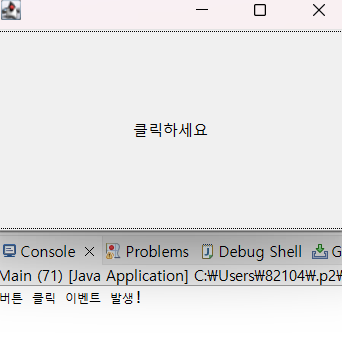 클릭하세요
Console Problems Debug Shell G
Main (71) [Java Application] C:₩Users₩82104₩.p2₩
버튼 클릭 이벤트 발생!